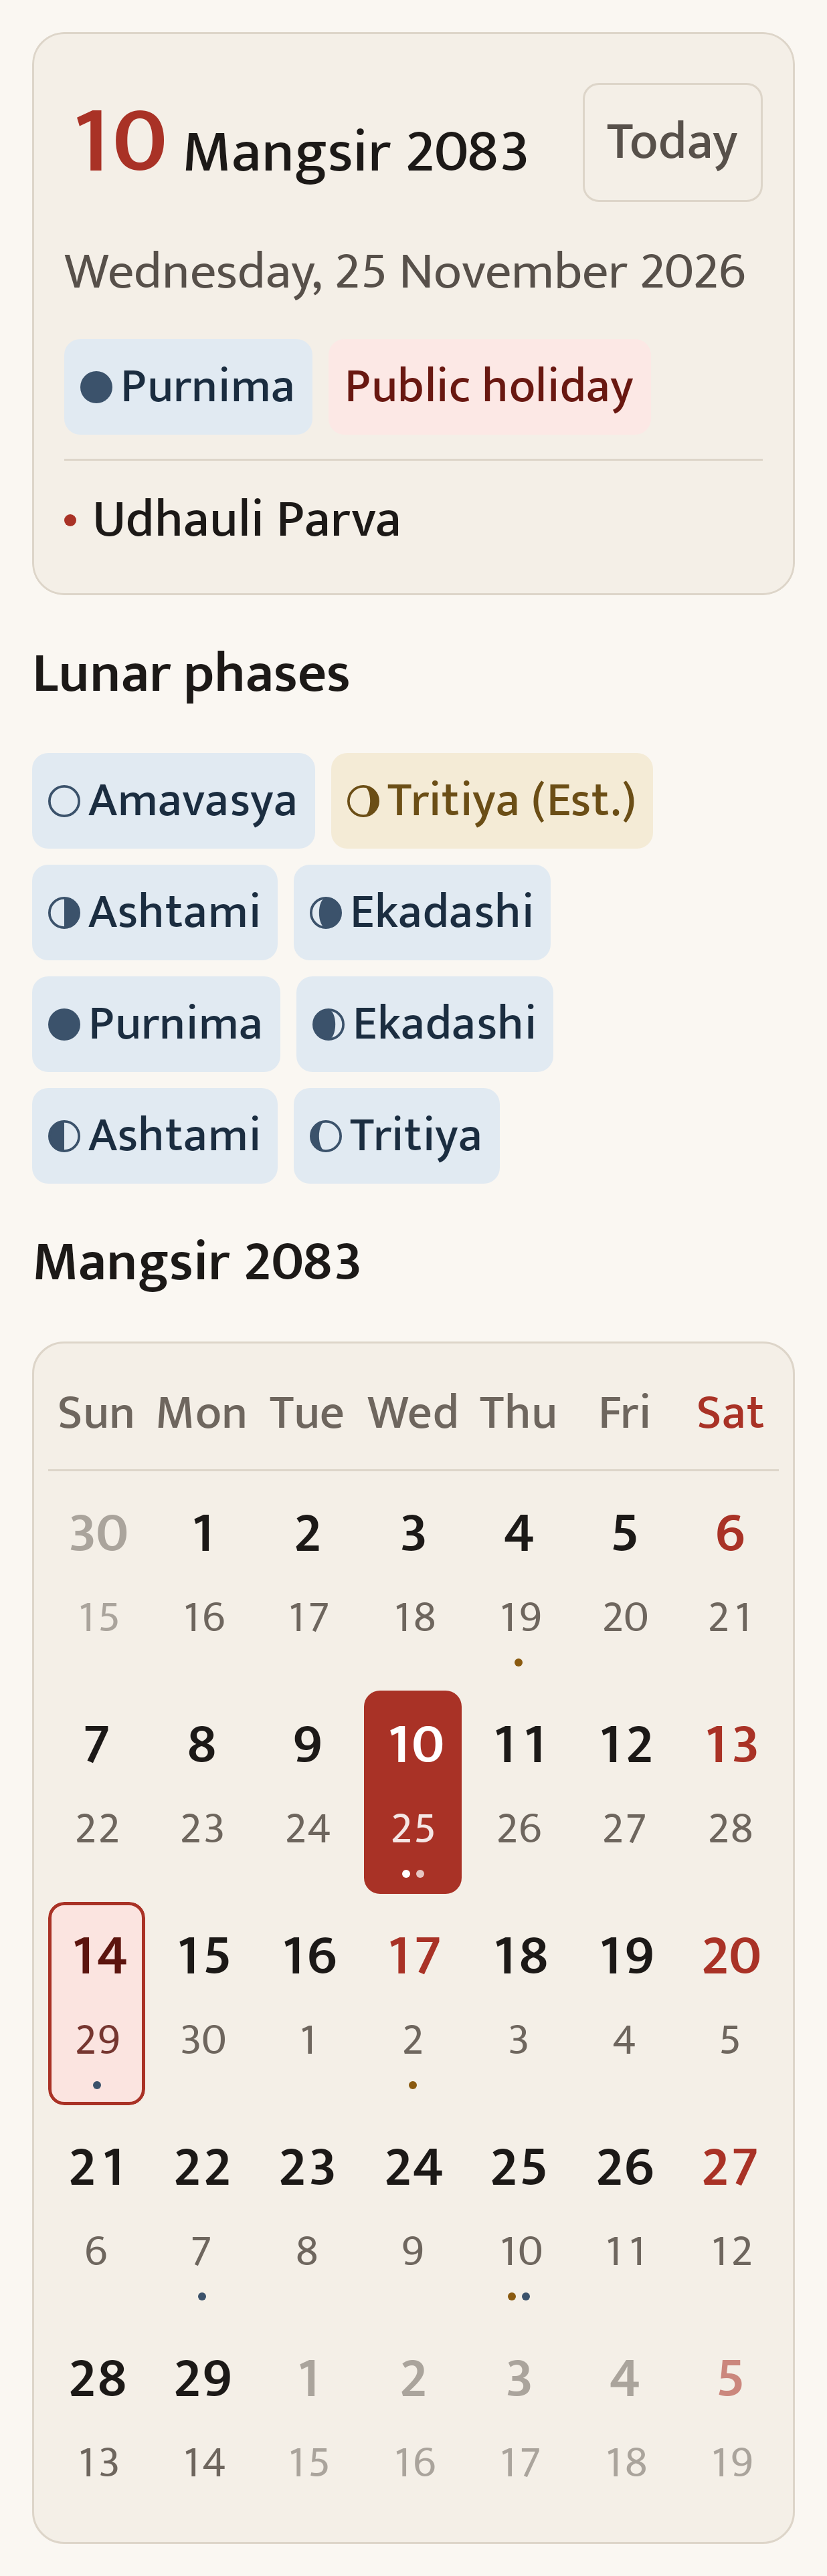 10 Mangsir 2083 Today
Wednesday, 25 November 2026
Purnima Public holiday
Udhauli Parva
Lunar phases
Amavasya Tritiya (Est.)
Ashtami Ekadashi
Purnima Ekadashi
Ashtami Tritiya
Mangsir 2083
Sun Mon Tue Wed Thu Fri Sat
30 1 2 3 4 5 6
15 16 17 18 19 20 21
7 8 9 10 11 12 13
22 23 24 25 26 27 28
14 15 16 17 18 19 20
29 30 1 2 3 4 5
21 22 23 24 25 26 27
6 7 8 9 10 11 12
28 29 1 2 3 4 5
13 14 15 16 17 18 19